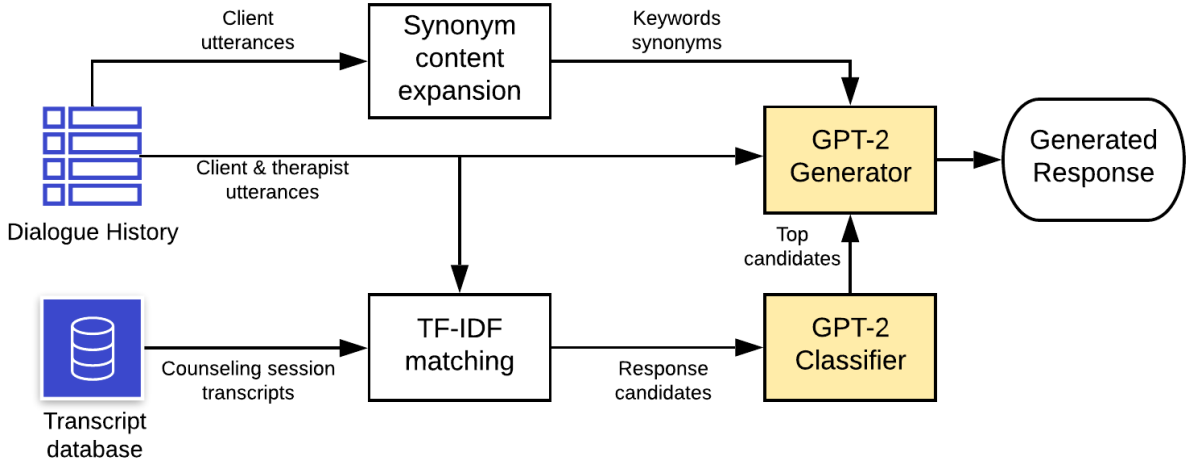 Client
utterances
Synonym
content
expansion
Keywords
synonyms
GPT-2
Generator
Generated
Response
Client & therapist
utterances
Dialogue History
Top
candidates
TF-IDF
matching
GPT-2
Classifier
Counseling session
transcripts
Response
candidates
Transcript
database